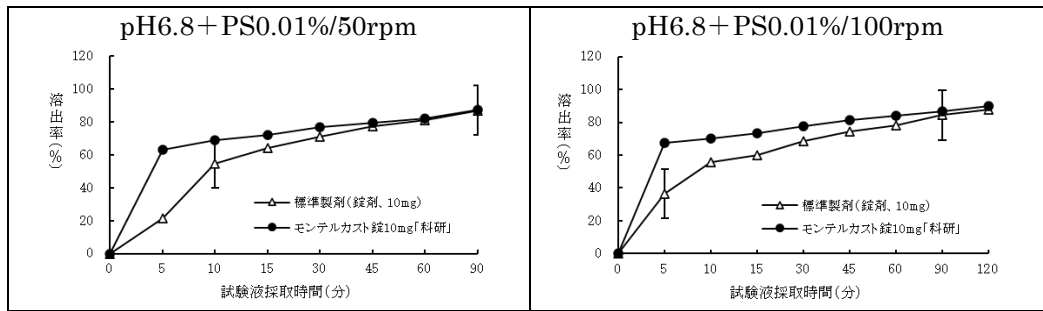 pH6.8＋PS0.01%/50rpm
120
100
80
60
40
20
0
溶出率(%)
標準製剤(錠剤、10mg)
モンテルカスト錠10mg「科研」
0 5 10 15 30 45 60 90
試験液採取時間(分)
pH6.8＋PS0.01%/100rpm
120
100
80
60
40
20
0
溶出率(%)
標準製剤(錠剤、10mg)
モンテルカスト錠10mg「科研」
0 5 10 15 30 45 60 90 120
試験液採取時間(分)